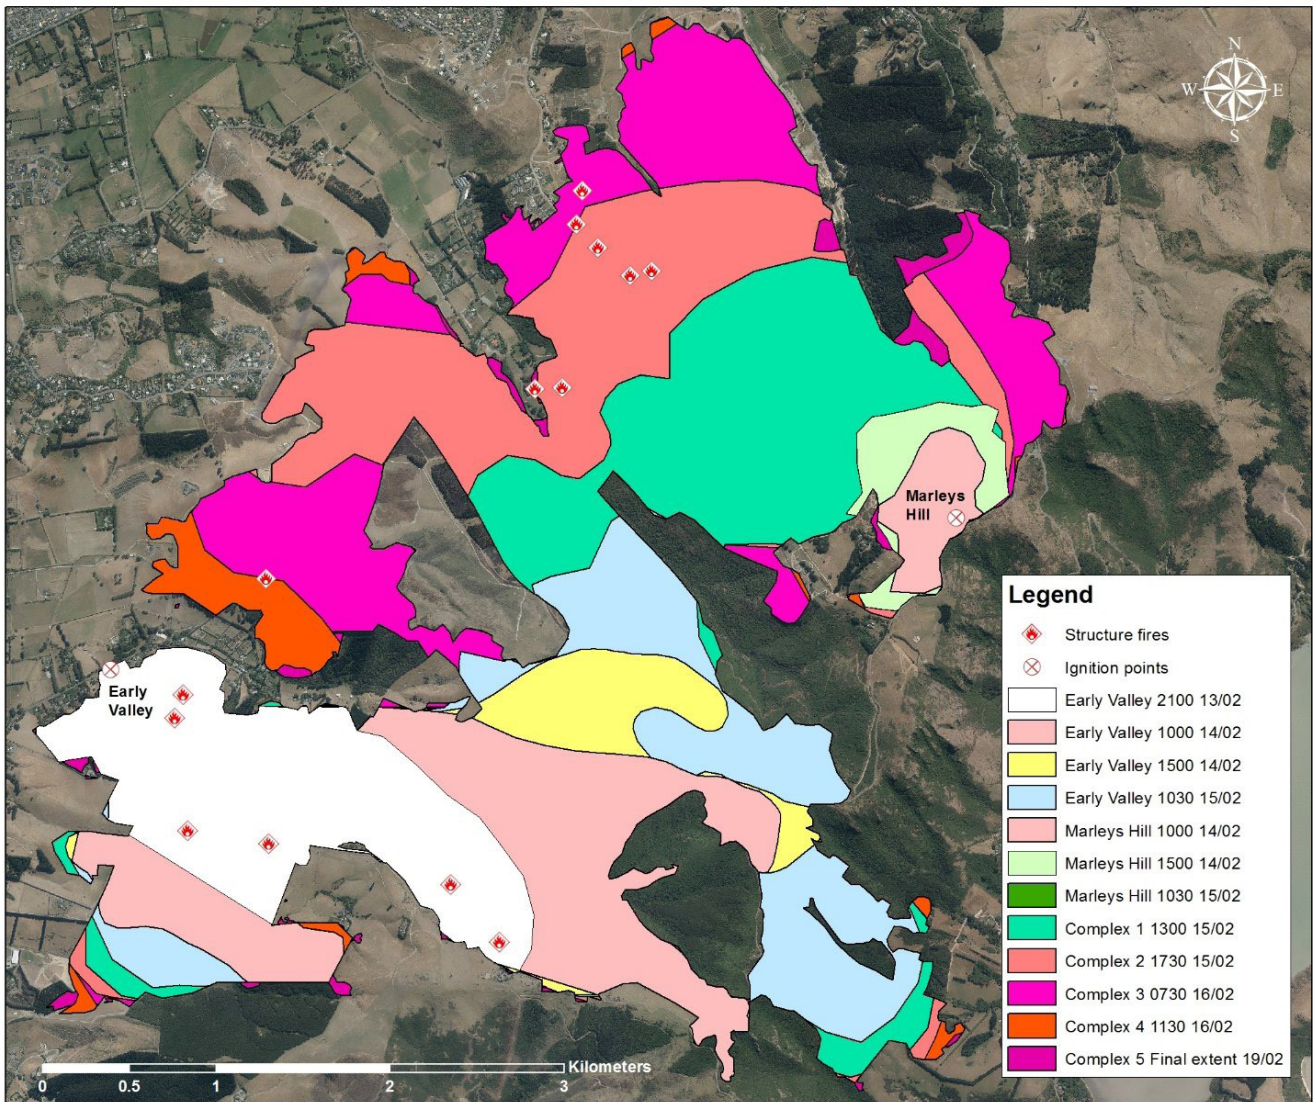 N
W E
S
Marleys
Hill
Early
Valley
Legend
Structure fires
Ignition points
Early Valley 2100 13/02
Early Valley 1000 14/02
Early Valley 1500 14/02
Early Valley 1030 15/02
Marleys Hill 1000 14/02
Marleys Hill 1500 14/02
Marleys Hill 1030 15/02
Complex 1 1300 15/02
Complex 2 1730 15/02
Complex 3 0730 16/02
Complex 4 1130 16/02
Complex 5 Final extent 19/02
Kilometers
0 0.5 1 2 3